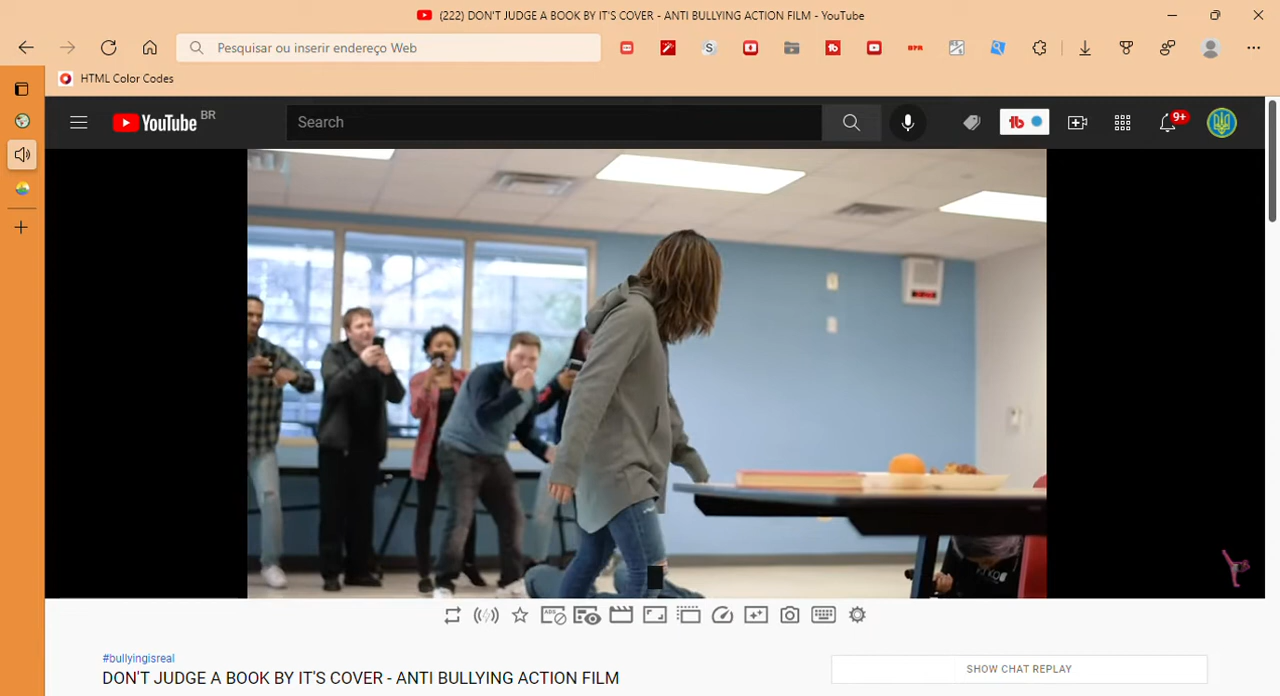 (222) DON'T JUDGE A BOOK BY IT'S COVER - ANTI BULLYING ACTION FILM - YouTube
Pesquisar ou inserir endereço Web
HTML Color Codes
YouTube BR
Search
9+
#bullyingisreal
DON'T JUDGE A BOOK BY IT'S COVER - ANTI BULLYING ACTION FILM
SHOW CHAT REPLAY